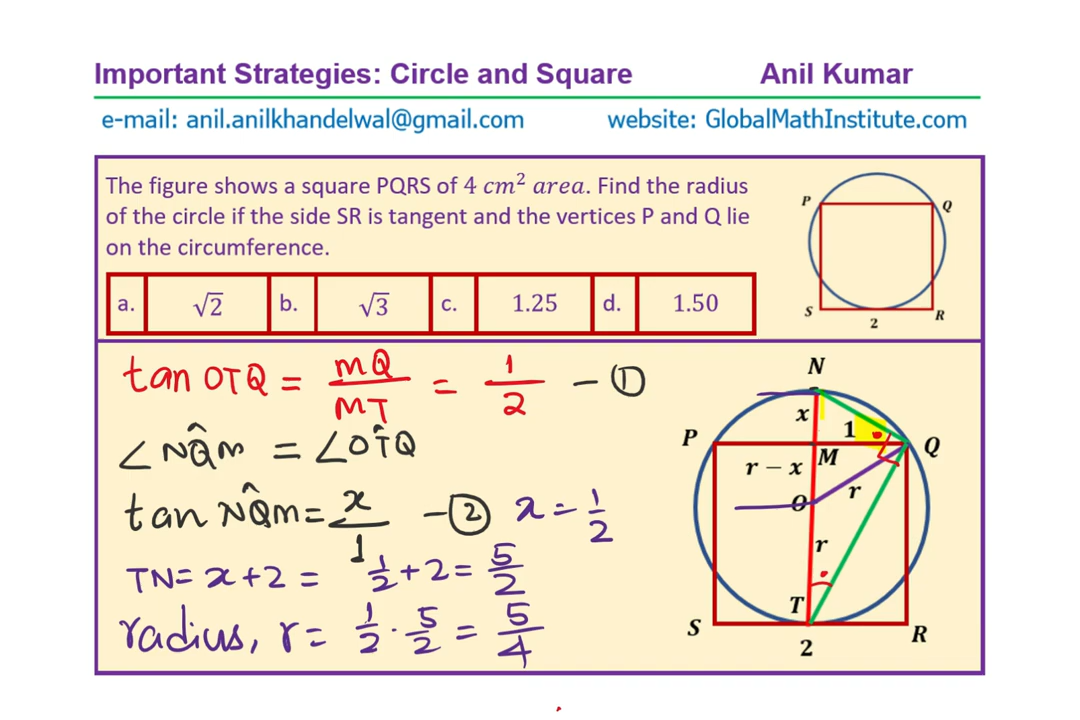 Important Strategies: Circle and Square Anil Kumar
e-mail: anil.anilkhandelwal@gmail.com website: GlobalMathInstitute.com
The figure shows a square PQRS of 4 cm² area. Find the radius
of the circle if the side SR is tangent and the vertices P and Q lie
on the circumference.
a. √2 b. √3 c. 1.25 d. 1.50
P
Q
S
R
2
tan OTQ = MQ/MT = 1/2 - ①
∠NQ̂M = ∠OT̂Q
tan NQ̂M = x/1 - ② x = 1/2
TN = x + 2 = 1/2 + 2 = 5/2
radius, r = 1/2 · 5/2 = 5/4
N
x
1
P
Q
M
r − x
r
O
r
T
S
R
2